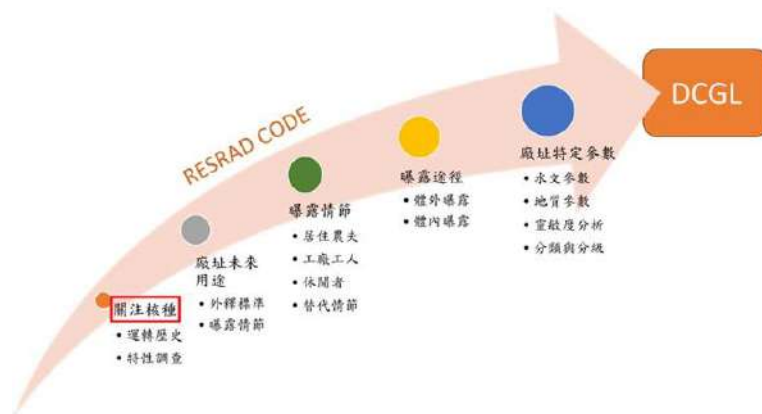 RESRAD CODE
DCGL
關注核種
• 運轉歷史
• 特性調查
廠址未來
用途
• 外釋標準
• 曝露情節
曝露情節
• 居住農夫
• 工廠工人
• 休閒者
• 替代情節
曝露途徑
• 體外曝露
• 體內曝露
廠址特定參數
• 水文參數
• 地質參數
• 靈敏度分析
• 分類與分級